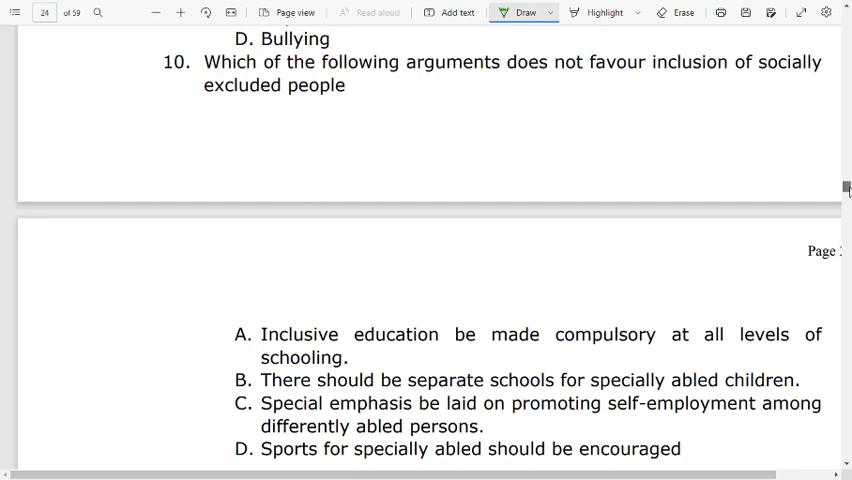 24 of 59 Page view Read aloud Add text Draw Highlight Erase
D. Bullying
10. Which of the following arguments does not favour inclusion of socially
excluded people
Page
A. Inclusive education be made compulsory at all levels of
schooling.
B. There should be separate schools for specially abled children.
C. Special emphasis be laid on promoting self-employment among
differently abled persons.
D. Sports for specially abled should be encouraged